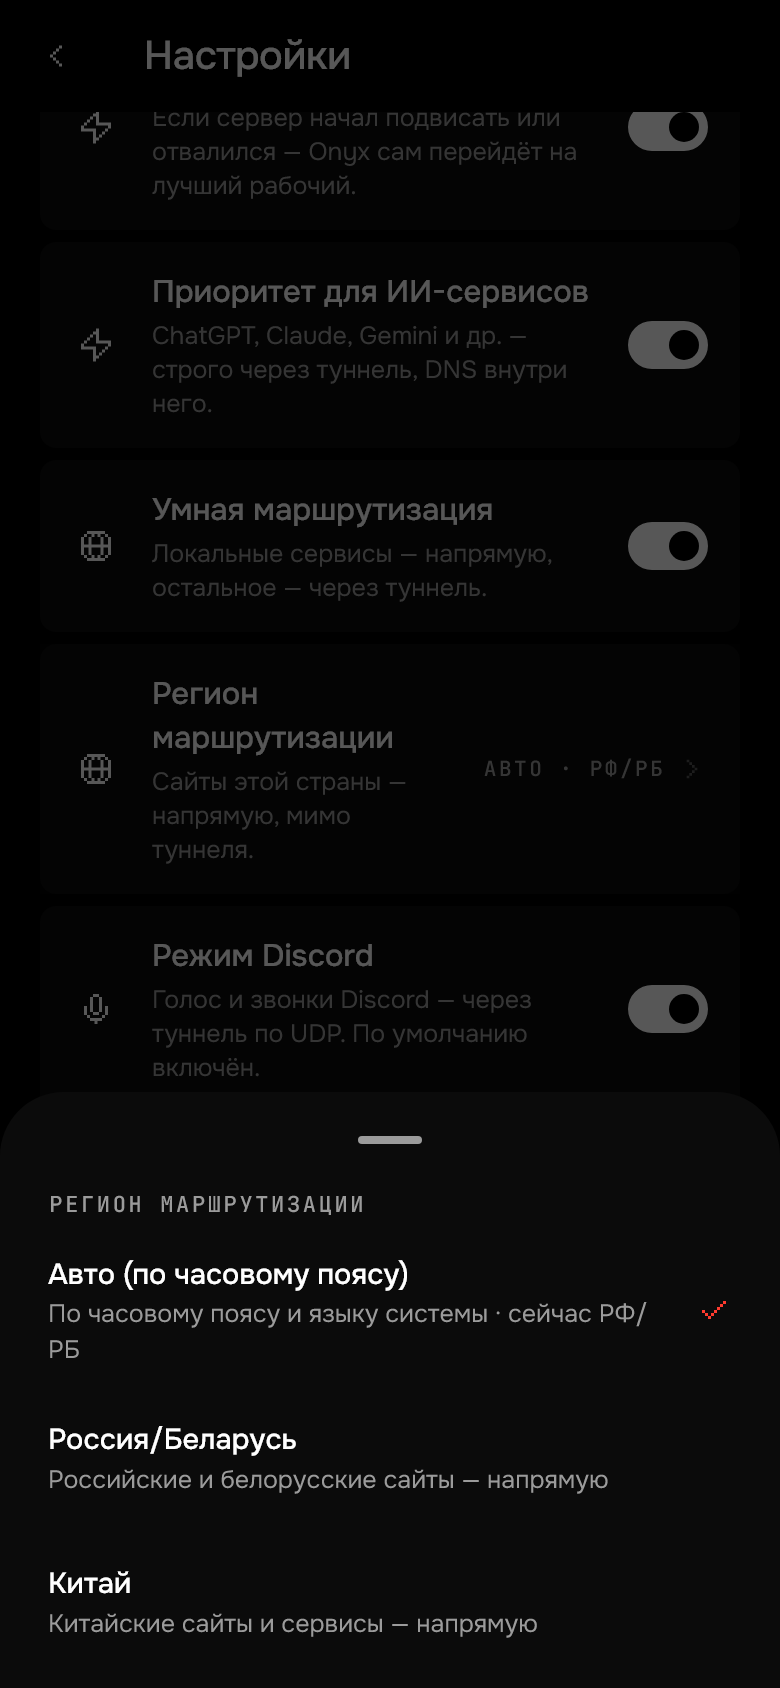 Настройки
Если сервер начал подвисать или
отвалился — Onyx сам перейдёт на
лучший рабочий.
Приоритет для ИИ-сервисов
ChatGPT, Claude, Gemini и др. —
строго через туннель, DNS внутри
него.
Умная маршрутизация
Локальные сервисы — напрямую,
остальное — через туннель.
Регион
маршрутизации
Сайты этой страны —
напрямую, мимо
туннеля.
АВТО · РФ/РБ
Режим Discord
Голос и звонки Discord — через
туннель по UDP. По умолчанию
включён.
РЕГИОН МАРШРУТИЗАЦИИ
Авто (по часовому поясу)
По часовому поясу и языку системы · сейчас РФ/
РБ
Россия/Беларусь
Российские и белорусские сайты — напрямую
Китай
Китайские сайты и сервисы — напрямую